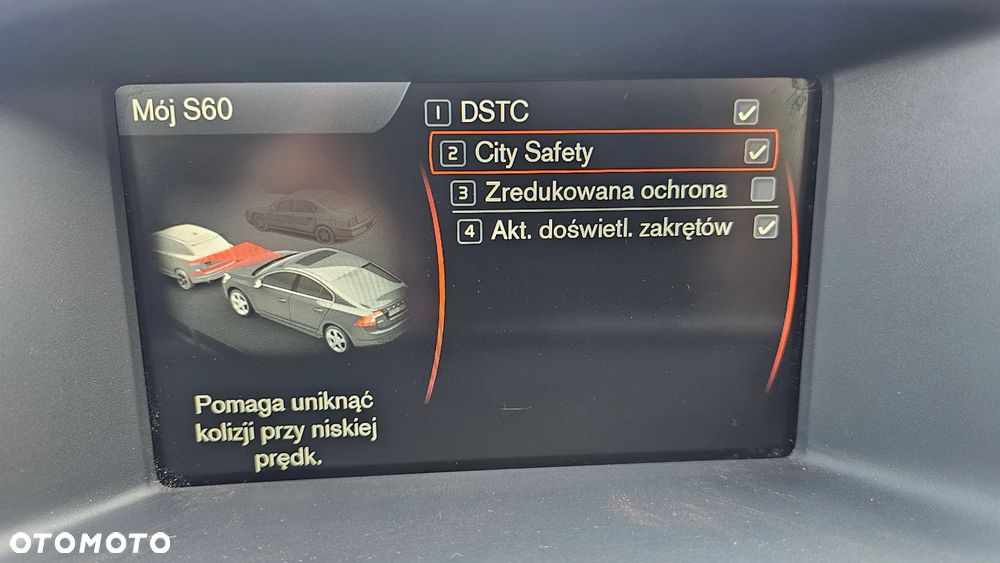 Mój S60
1 DSTC
2 City Safety
3 Zredukowana ochrona
4 Akt. doświetl. zakrętów
Pomaga uniknąć
kolizji przy niskiej
prędk.
OTOMOTO